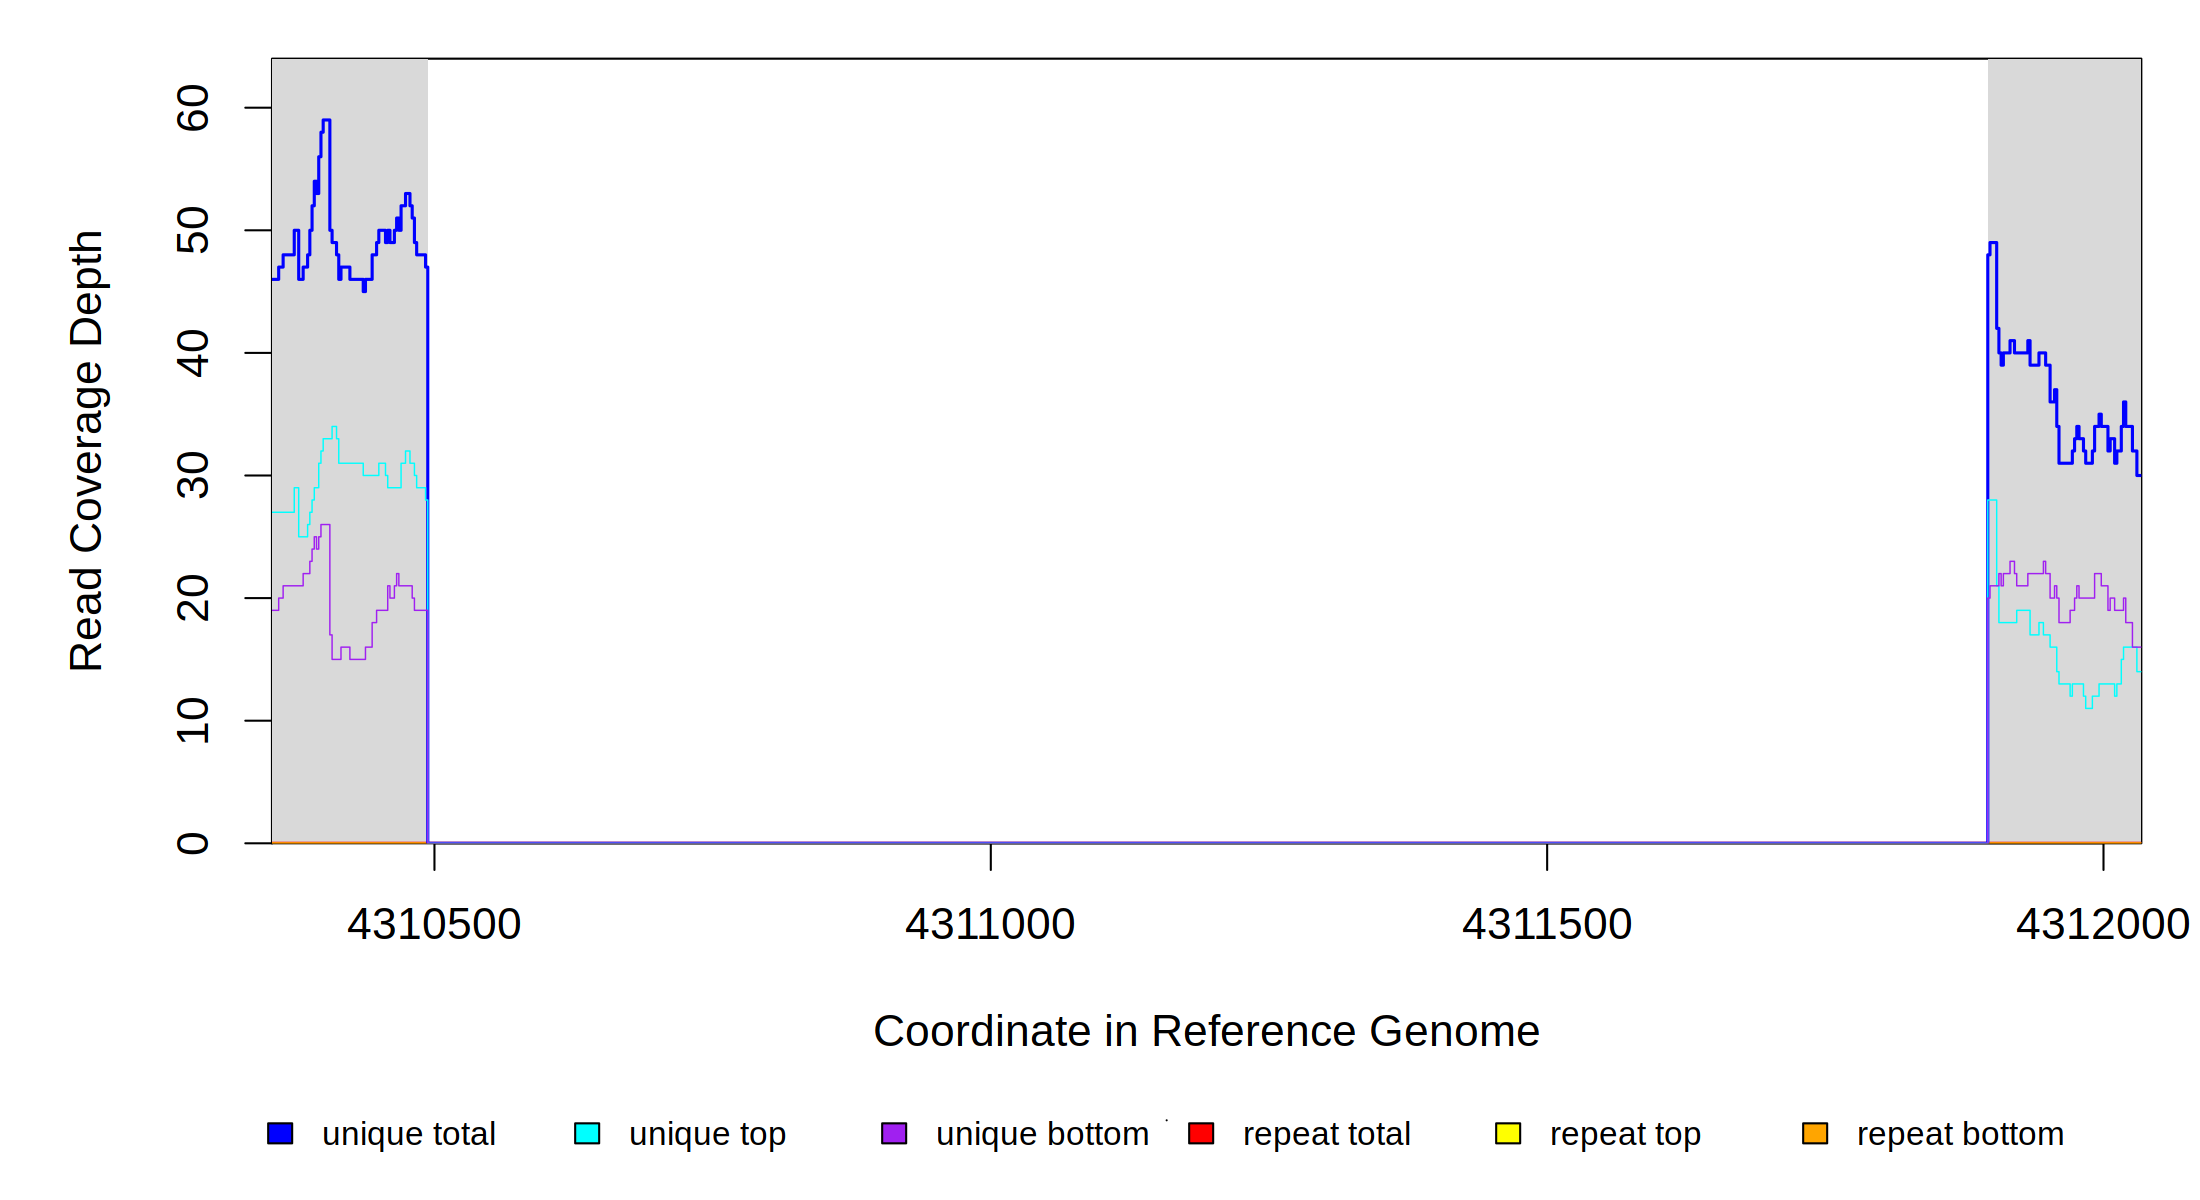 60
50
40
30
20
10
0
Read Coverage Depth
4310500 4311000 4311500 4312000
Coordinate in Reference Genome
unique total unique top unique bottom repeat total repeat top repeat bottom